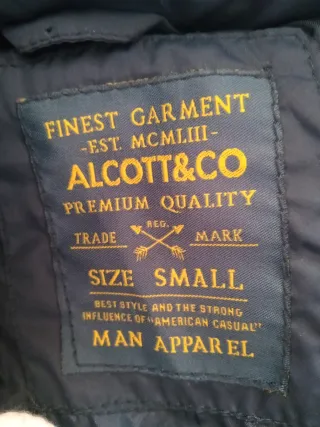 FINEST GARMENT
-EST. MCMLIII-
ALCOTT&CO
PREMIUM QUALITY
REG.
TRADE MARK
SIZE SMALL
BEST STYLE AND THE STRONG
INFLUENCE OF "AMERICAN CASUAL"
MAN APPAREL